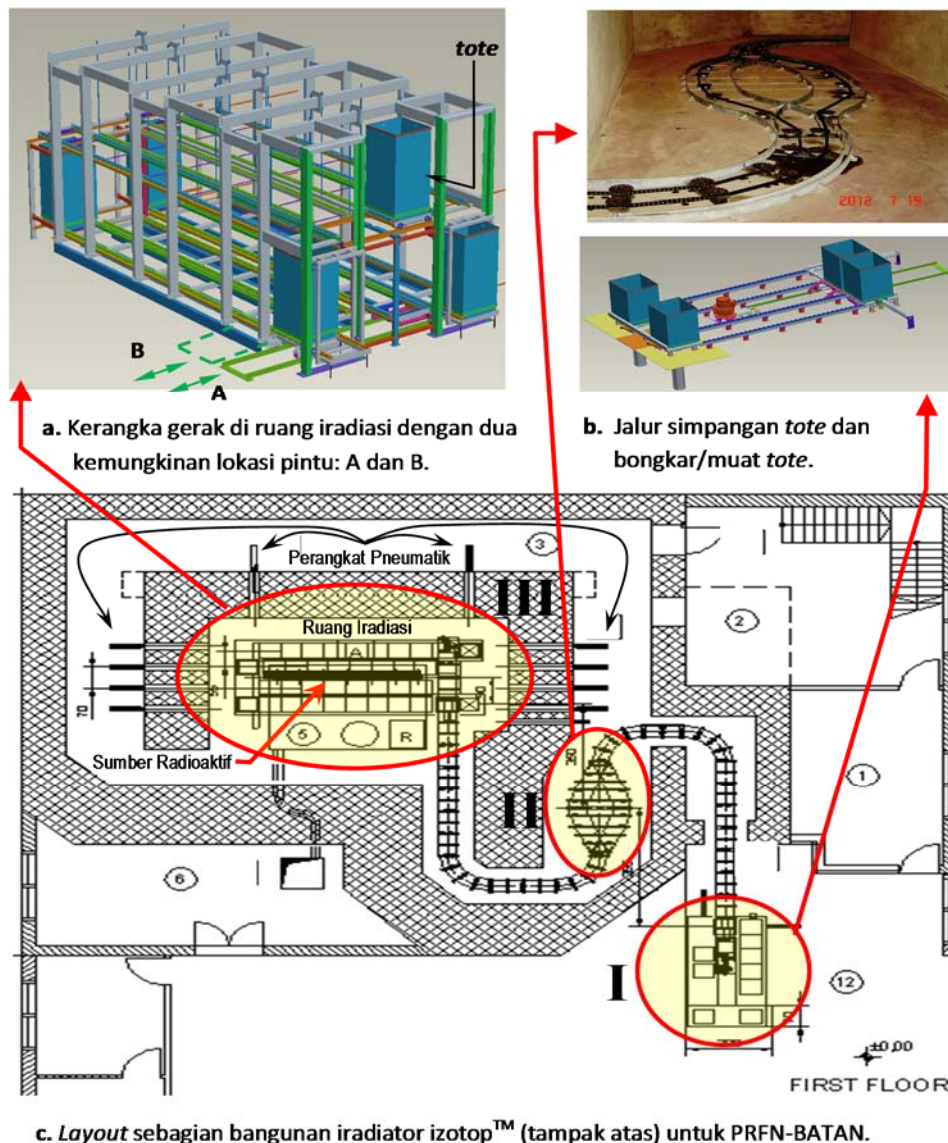 tote
B
A
2012 7 19
a. Kerangka gerak di ruang iradiasi dengan dua
kemungkinan lokasi pintu: A dan B.
b. Jalur simpangan tote dan
bongkar/muat tote.
Perangkat Pneumatik
3
III
2
Ruang Iradiasi
A
70
5
R
Sumber Radioaktif
II
1
6
I
12
±0,00
FIRST FLOOR
c. Layout sebagian bangunan iradiator izotop™ (tampak atas) untuk PRFN-BATAN.